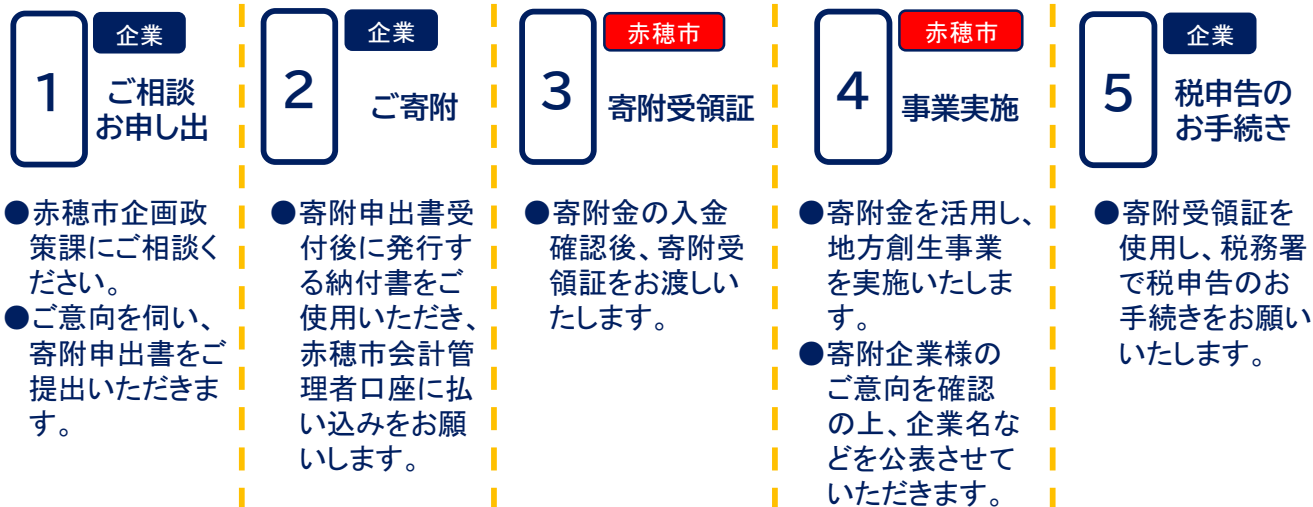 1
企業
ご相談
お申し出
●赤穂市企画政
策課にご相談く
ださい。
●ご意向を伺い、
寄附申出書をご
提出いただきま
す。
2
企業
ご寄附
●寄附申出書受
付後に発行す
る納付書をご
使用いただき、
赤穂市会計管
理者口座に払
い込みをお願
いします。
3
赤穂市
寄附受領証
●寄附金の入金
確認後、寄附受
領証をお渡しい
たします。
4
赤穂市
事業実施
●寄附金を活用し、
地方創生事業
を実施いたしま
す。
●寄附企業様の
ご意向を確認
の上、企業名な
どを公表させて
いただきます。
5
企業
税申告の
お手続き
●寄附受領証を
使用し、税務署
で税申告のお
手続きをお願い
いたします。